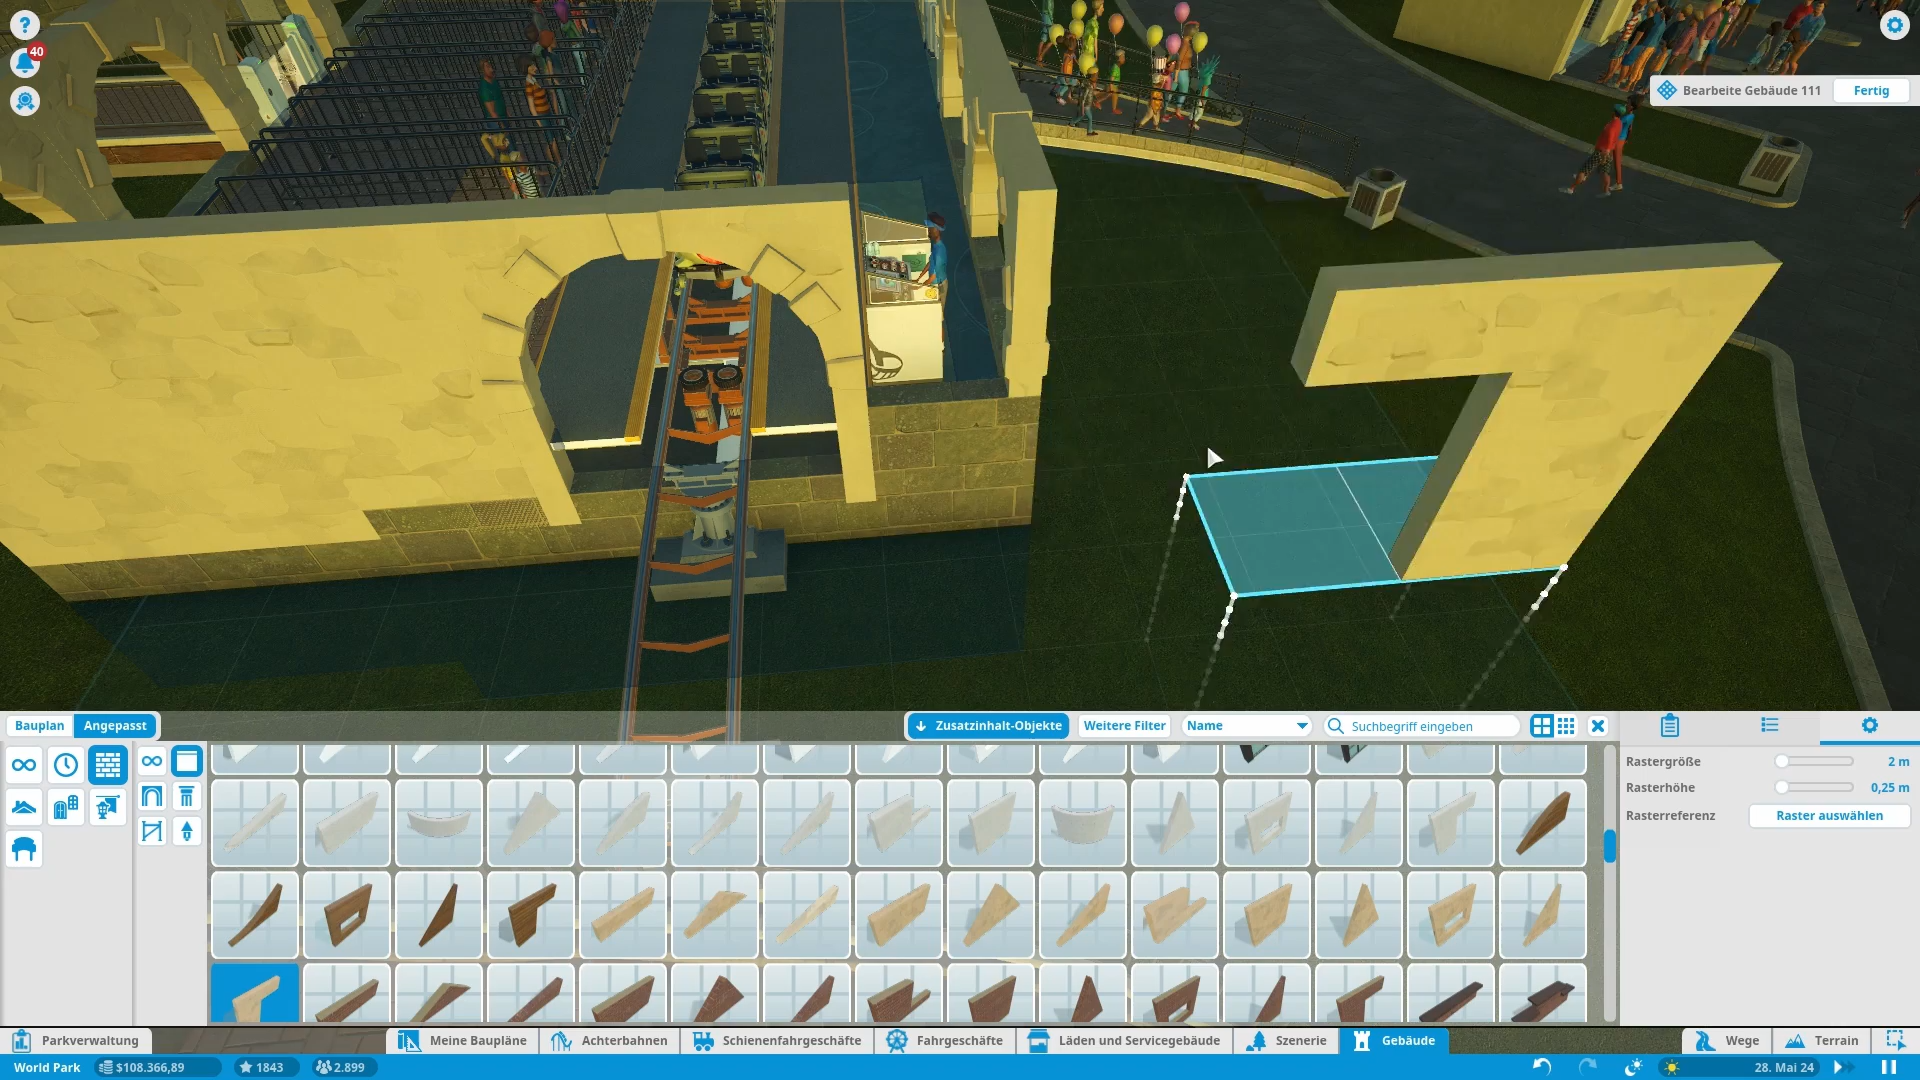 ?
40
Bearbeite Gebäude 111
Fertig
Bauplan
Angepasst
Zusatzinhalt-Objekte
Weitere Filter
Name
Suchbegriff eingeben
Rastergröße
2 m
Rasterhöhe
0,25 m
Rasterreferenz
Raster auswählen
Parkverwaltung
Meine Baupläne
Achterbahnen
Schienenfahrgeschäfte
Fahrgeschäfte
Läden und Servicegebäude
Szenerie
Gebäude
Wege
Terrain
World Park
$108.366,89
1843
2.899
28. Mai 24